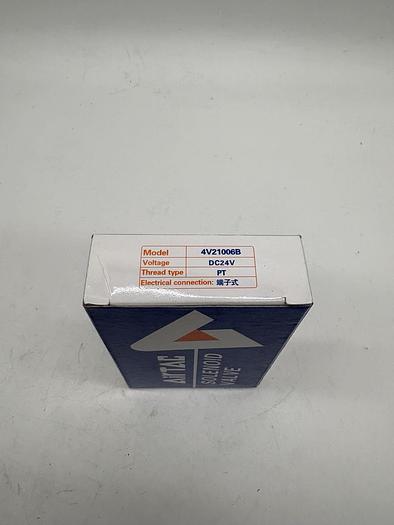 Model 4V21006B
Voltage DC24V
Thread type PT
Electrical connection: 端子式
AIRTAC
SOLENOID
VALVE